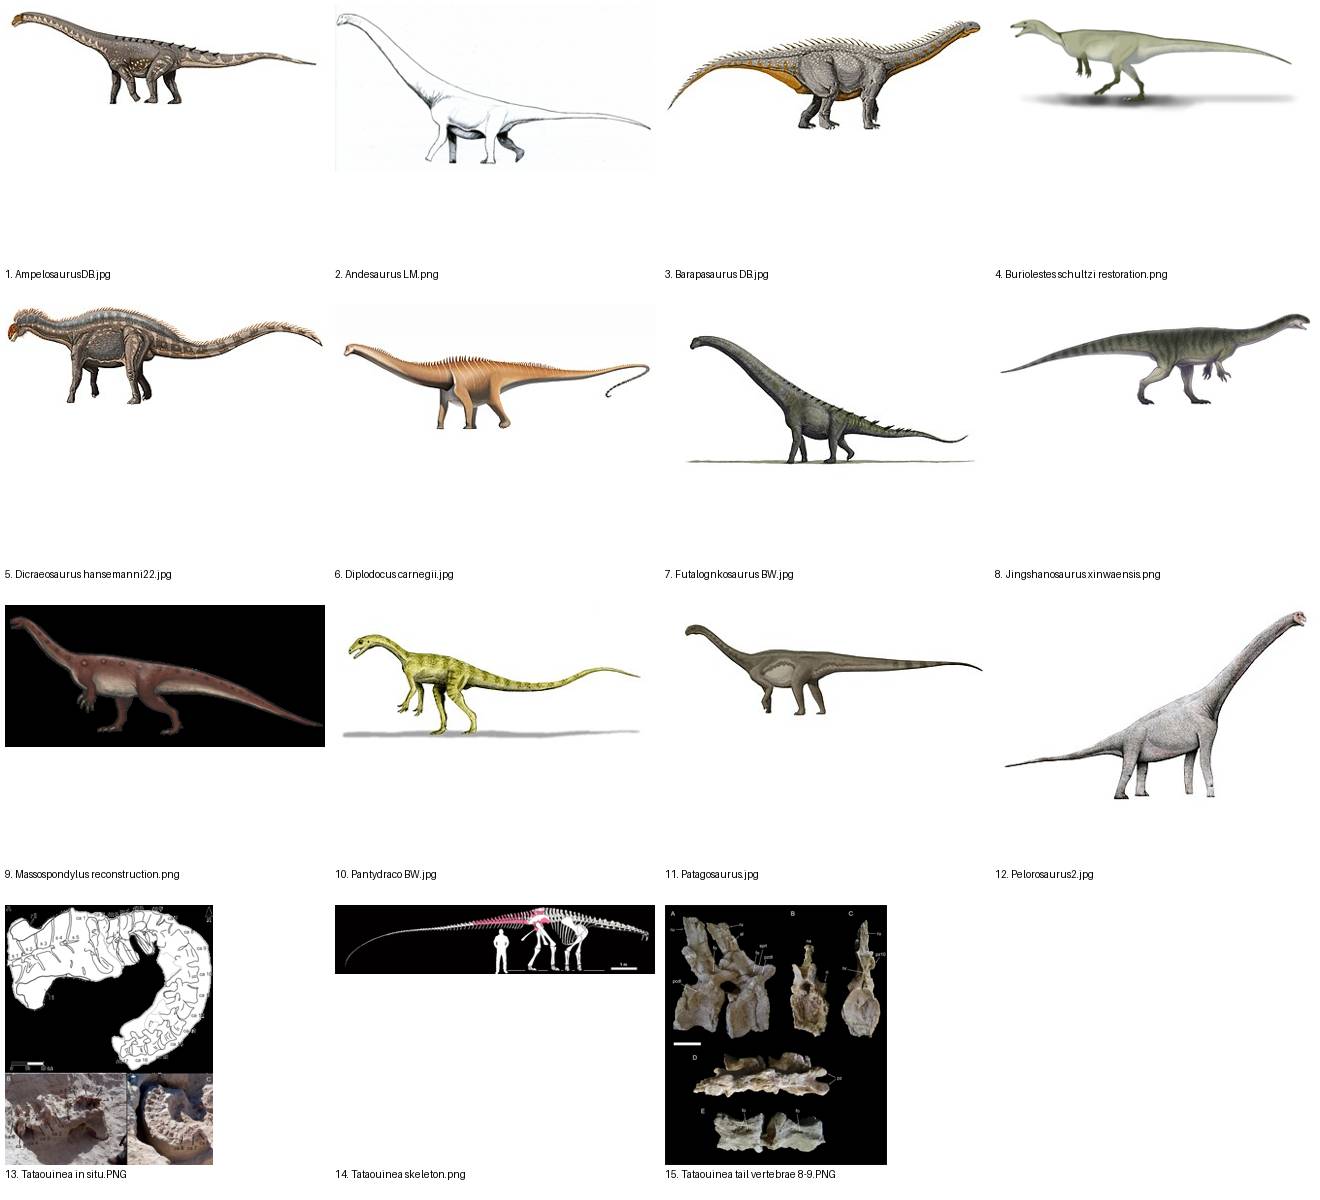 1. AmpelosaurusDB.jpg
2. Andesaurus LM.png
3. Barapasaurus DB.jpg
4. Buriolestes schultzi restoration.png
5. Dicraeosaurus hansemanni22.jpg
6. Diplodocus carnegii.jpg
7. Futalognkosaurus BW.jpg
8. Jingshanosaurus xinwaensis.png
9. Massospondylus reconstruction.png
10. Pantydraco BW.jpg
11. Patagosaurus.jpg
12. Pelorosaurus2.jpg
A B C
D
E
13. Tataouinea in situ.PNG
14. Tataouinea skeleton.png
15. Tataouinea tail vertebrae 8-9.PNG